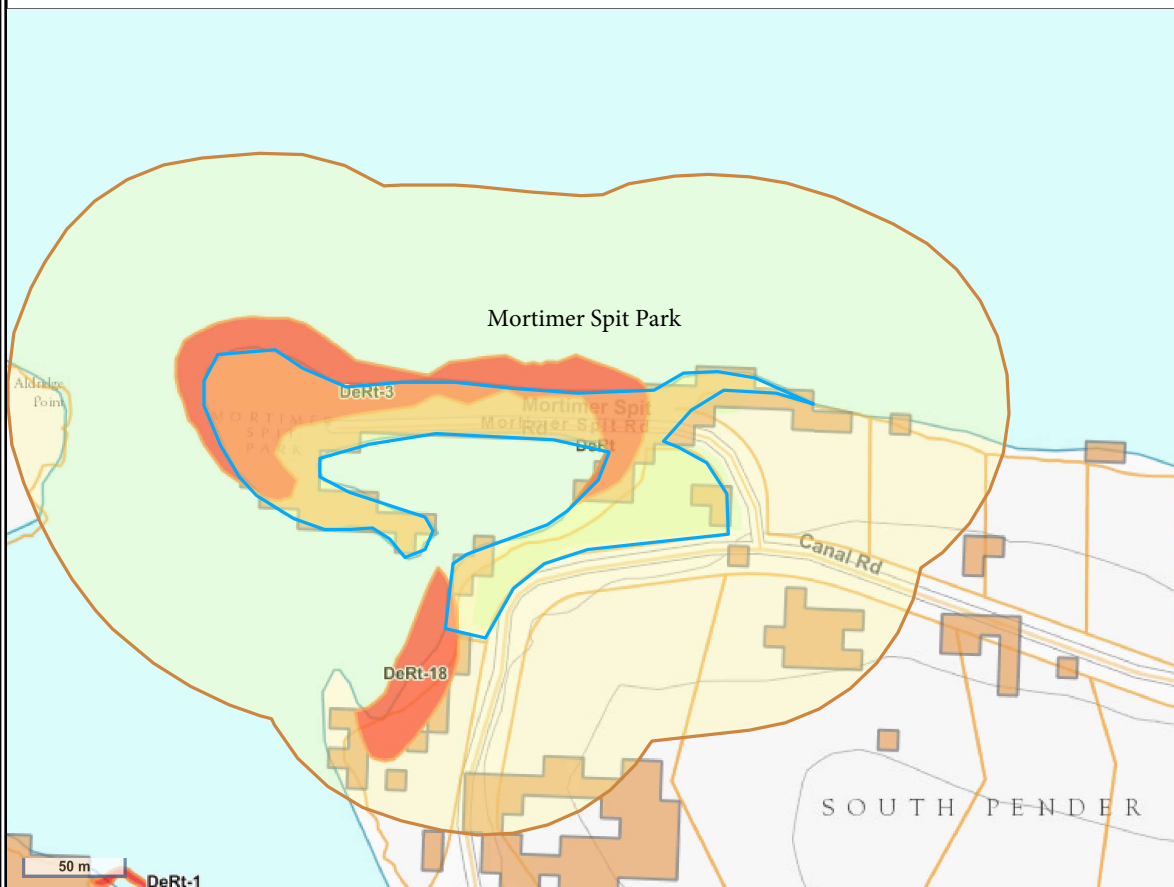 Mortimer Spit Park
Aldridge
Point
DeRt-3
Mortimer Spit
Rd
Mortimer Spit Rd
MORTIMER
SPIT
PARK
DeRt
Canal Rd
DeRt-18
SOUTH PENDER
50 m
DeRt-1